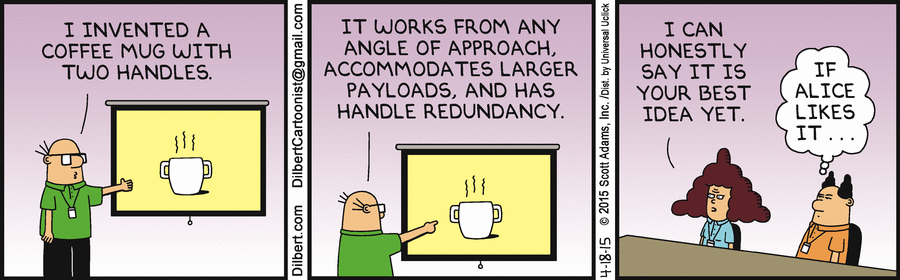 I INVENTED A
COFFEE MUG WITH
TWO HANDLES.
Dilbert.com DilbertCartoonist@gmail.com
IT WORKS FROM ANY
ANGLE OF APPROACH,
ACCOMMODATES LARGER
PAYLOADS, AND HAS
HANDLE REDUNDANCY.
4-18-15 © 2015 Scott Adams, Inc. /Dist. by Universal Uclick
I CAN
HONESTLY
SAY IT IS
YOUR BEST
IDEA YET.
IF
ALICE
LIKES
IT . . .